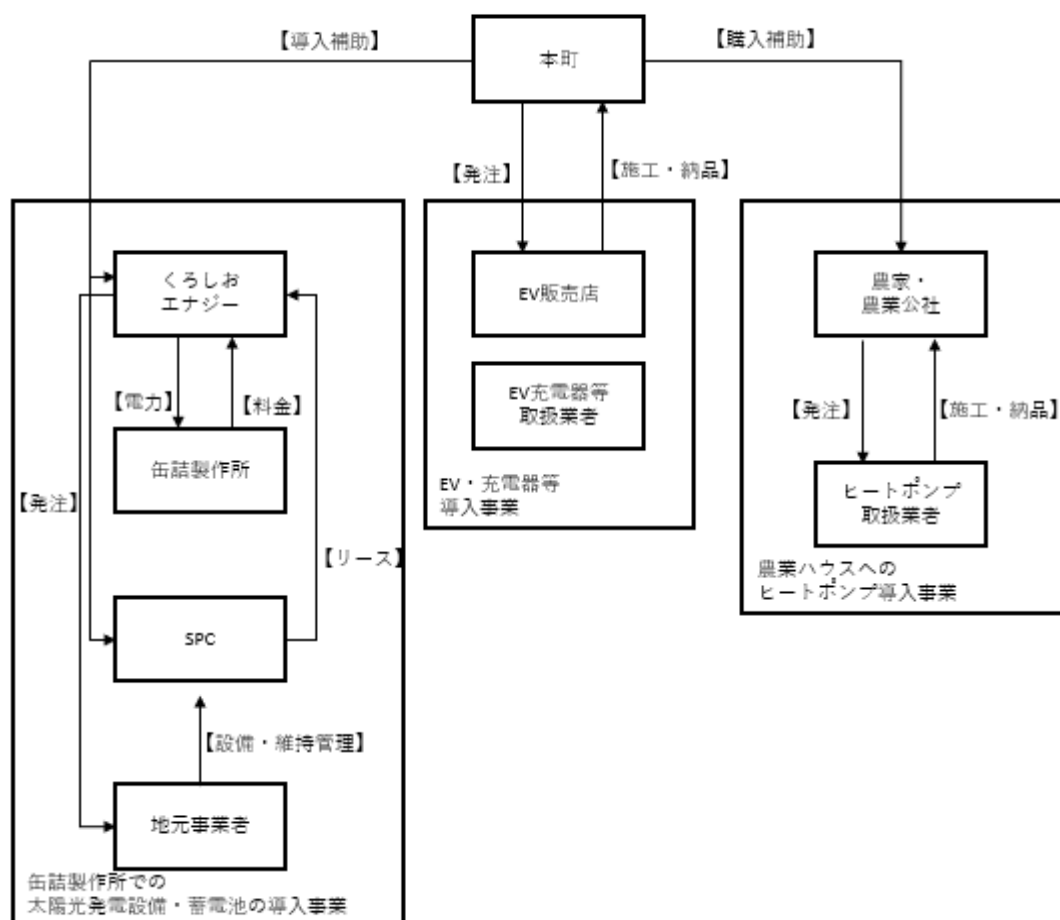 【導入補助】
本町
【購入補助】
【発注】
【施工・納品】
くろしお
エナジー
【電力】
【料金】
缶詰製作所
【発注】
【リース】
SPC
【設備・維持管理】
地元事業者
缶詰製作所での
太陽光発電設備・蓄電池の導入事業
EV販売店
EV充電器等
取扱業者
EV・充電器等
導入事業
農家・
農業公社
【発注】
【施工・納品】
ヒートポンプ
取扱業者
農業ハウスへの
ヒートポンプ導入事業